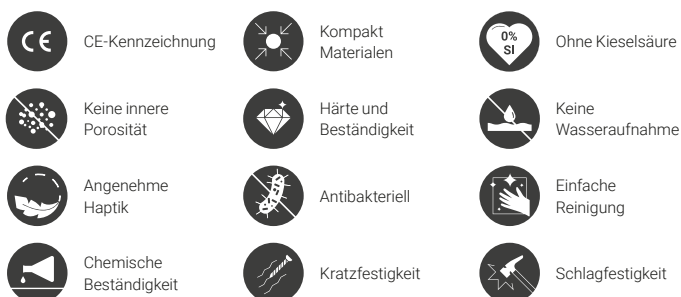 CE
CE-Kennzeichnung
Kompakt
Materialen
0%
SI
Ohne Kieselsäure
Keine innere
Porosität
Härte und
Beständigkeit
Keine
Wasseraufnahme
Angenehme
Haptik
Antibakteriell
Einfache
Reinigung
Chemische
Beständigkeit
Kratzfestigkeit
Schlagfestigkeit